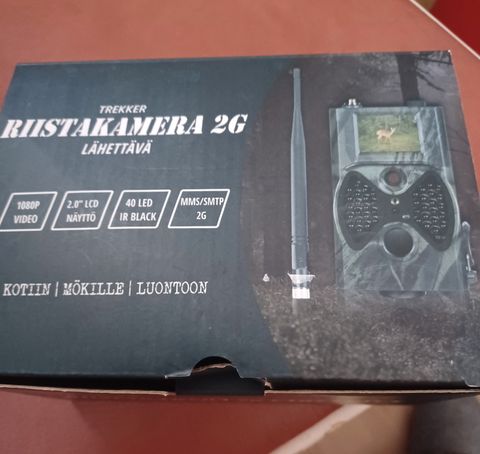 TREKKER
RIISTAKAMERA 2G
LÄHETTÄVÄ
1080P
VIDEO
2.0" LCD
NÄYTTÖ
40 LED
IR BLACK
MMS/SMTP
2G
KOTIIN | MÖKILLE | LUONTOON